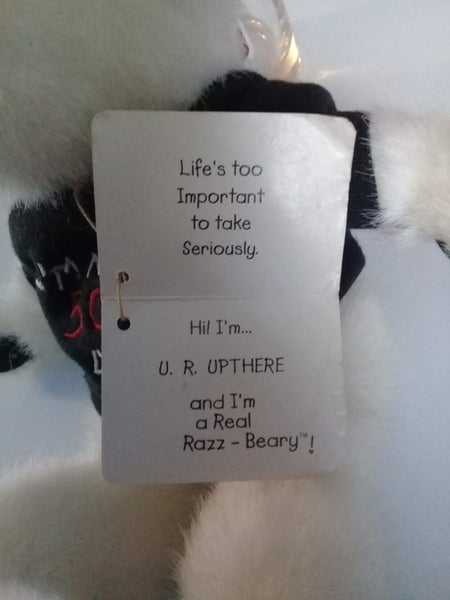 Life's too
Important
to take
Seriously.
Hi! I'm...
U. R. UPTHERE
and I'm
a Real
Razz - Beary™!
I'M A